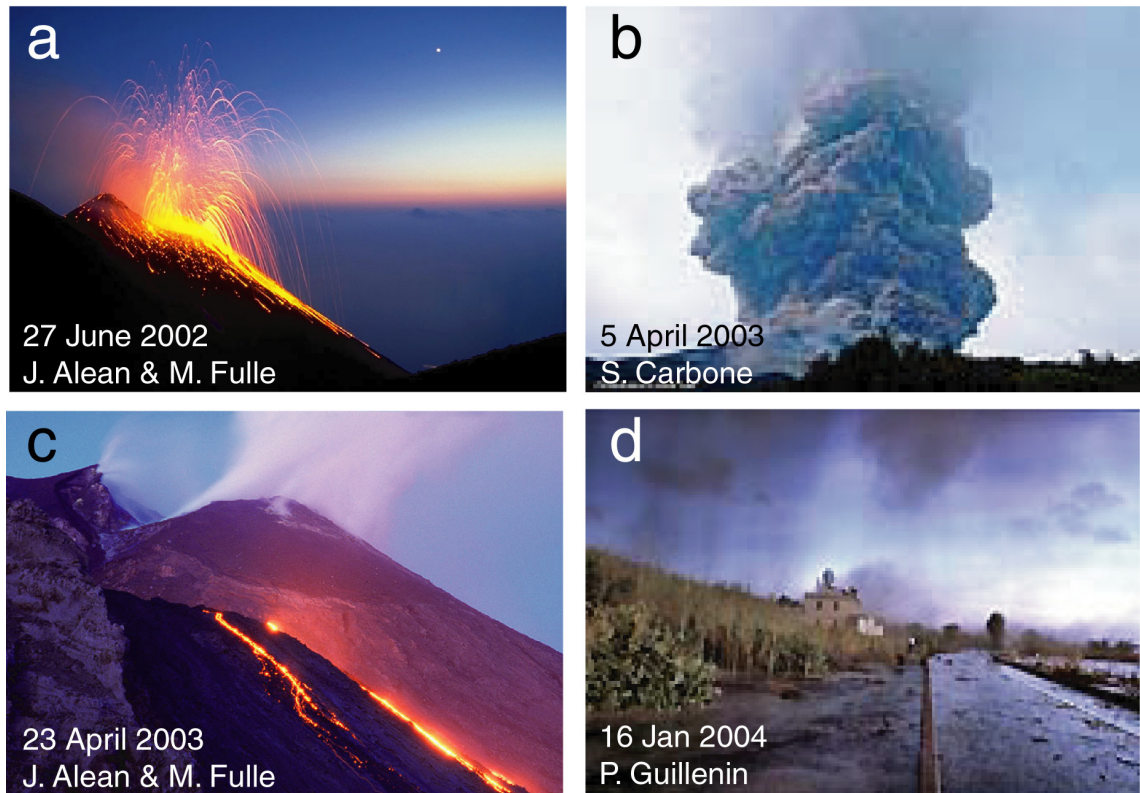 a
27 June 2002
J. Alean & M. Fulle
b
5 April 2003
S. Carbone
c
23 April 2003
J. Alean & M. Fulle
d
16 Jan 2004
P. Guillenin